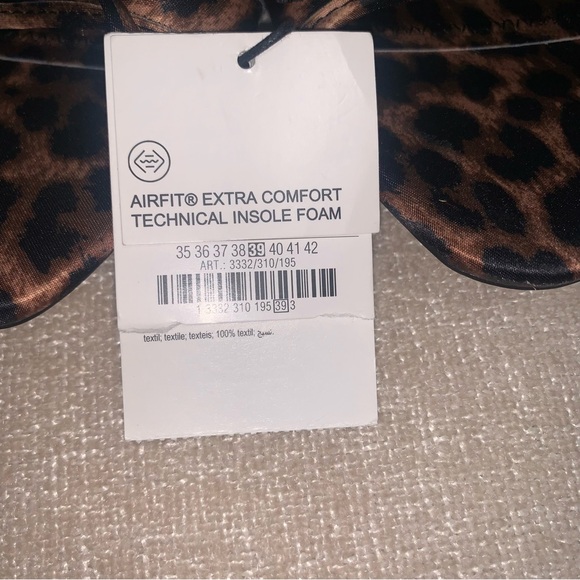 AIRFIT® EXTRA COMFORT
TECHNICAL INSOLE FOAM
35 36 37 38 39 40 41 42
ART.: 3332/310/195
1 3332 310 195 39 3
textil; textile; texteis; 100% textil;